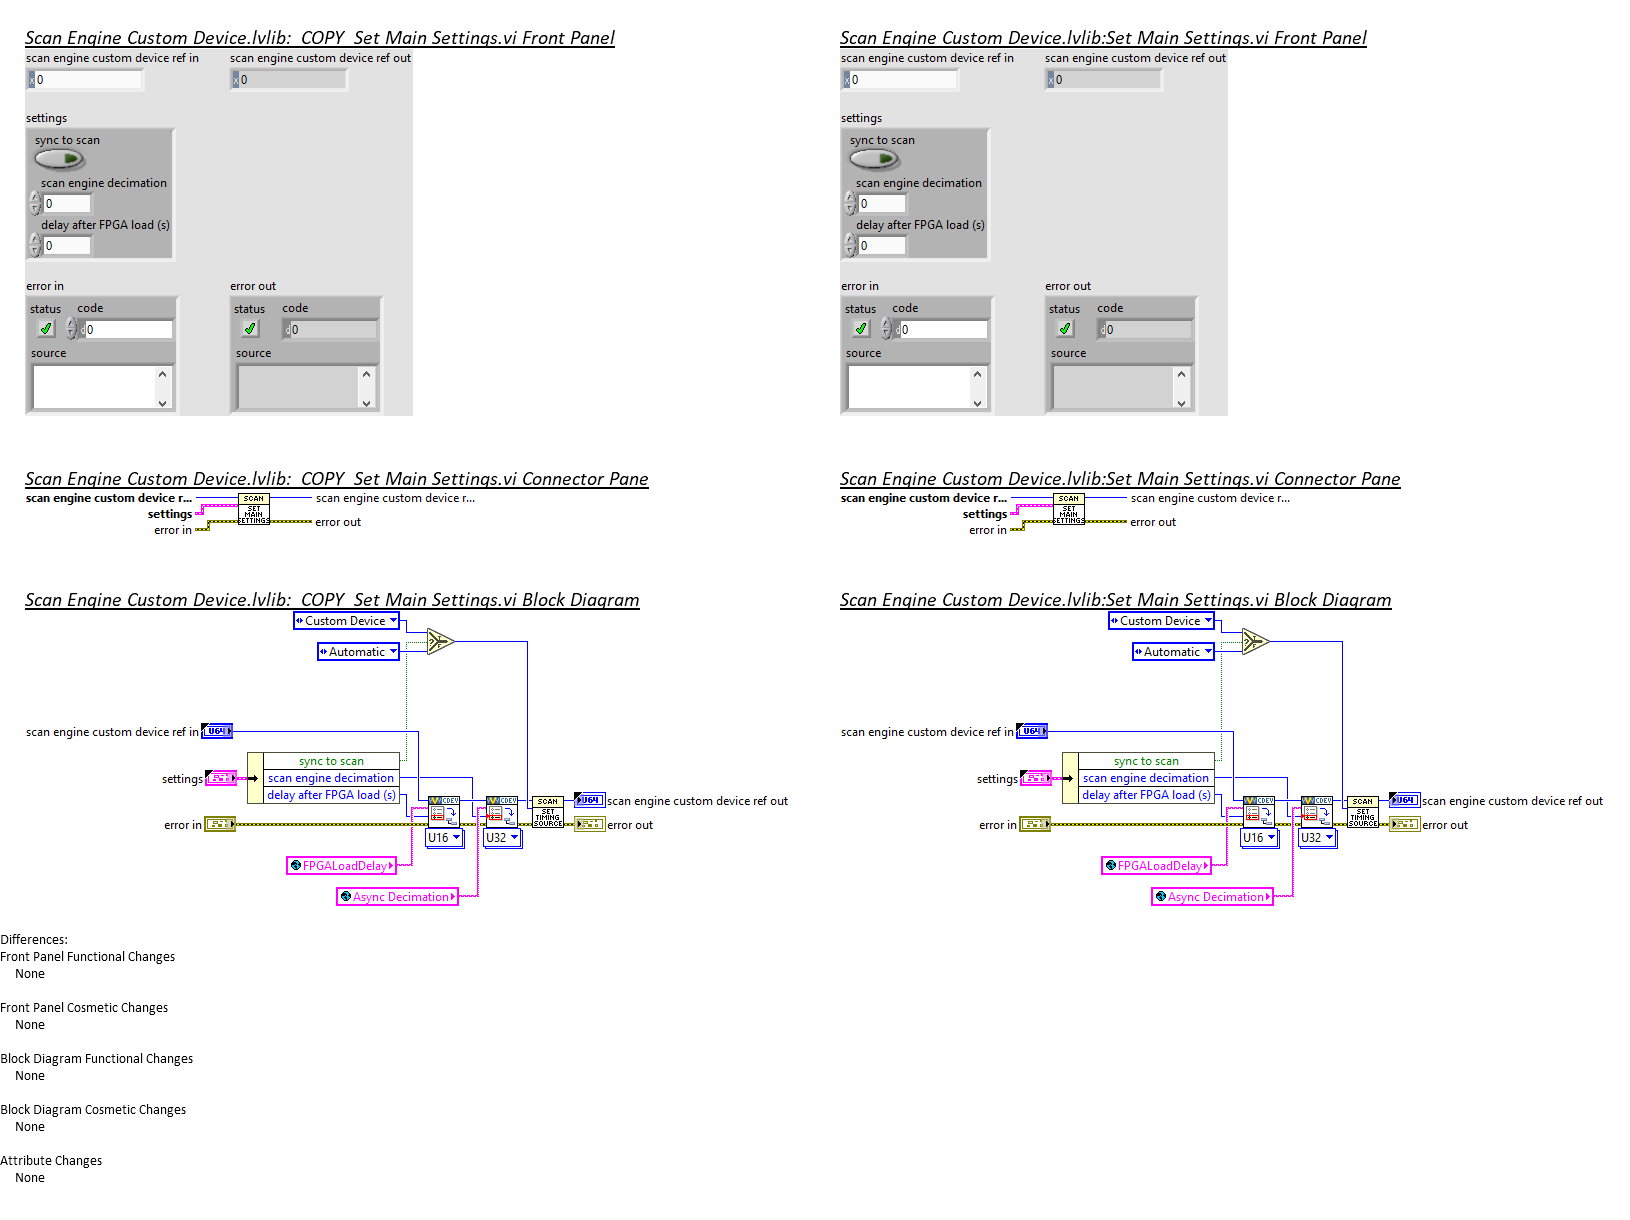 Scan Engine Custom Device.lvlib:_COPY_Set Main Settings.vi Front Panel
scan engine custom device ref in
scan engine custom device ref out
x 0
x 0
settings
sync to scan
scan engine decimation
0
delay after FPGA load (s)
0
error in
error out
status
code
status
code
d 0
d 0
source
source
Scan Engine Custom Device.lvlib:Set Main Settings.vi Front Panel
scan engine custom device ref in
scan engine custom device ref out
x 0
x 0
settings
sync to scan
scan engine decimation
0
delay after FPGA load (s)
0
error in
error out
status
code
status
code
d 0
d 0
source
source
Scan Engine Custom Device.lvlib:_COPY_Set Main Settings.vi Connector Pane
scan engine custom device r...
SCAN
scan engine custom device r...
settings
SET
MAIN
SETTINGS
error in
error out
Scan Engine Custom Device.lvlib:Set Main Settings.vi Connector Pane
scan engine custom device r...
SCAN
scan engine custom device r...
settings
SET
MAIN
SETTINGS
error in
error out
Scan Engine Custom Device.lvlib:_COPY_Set Main Settings.vi Block Diagram
Custom Device
Automatic
T
?
F
scan engine custom device ref in
U64
settings
sync to scan
scan engine decimation
delay after FPGA load (s)
CDEV
CDEV
SCAN
SET
TIMING
SOURCE
U64
scan engine custom device ref out
error in
error out
U16
U32
FPGALoadDelay
Async Decimation
Scan Engine Custom Device.lvlib:Set Main Settings.vi Block Diagram
Custom Device
Automatic
T
?
F
scan engine custom device ref in
U64
settings
sync to scan
scan engine decimation
delay after FPGA load (s)
CDEV
CDEV
SCAN
SET
TIMING
SOURCE
U64
scan engine custom device ref out
error in
error out
U16
U32
FPGALoadDelay
Async Decimation
Differences:
Front Panel Functional Changes
None
Front Panel Cosmetic Changes
None
Block Diagram Functional Changes
None
Block Diagram Cosmetic Changes
None
Attribute Changes
None